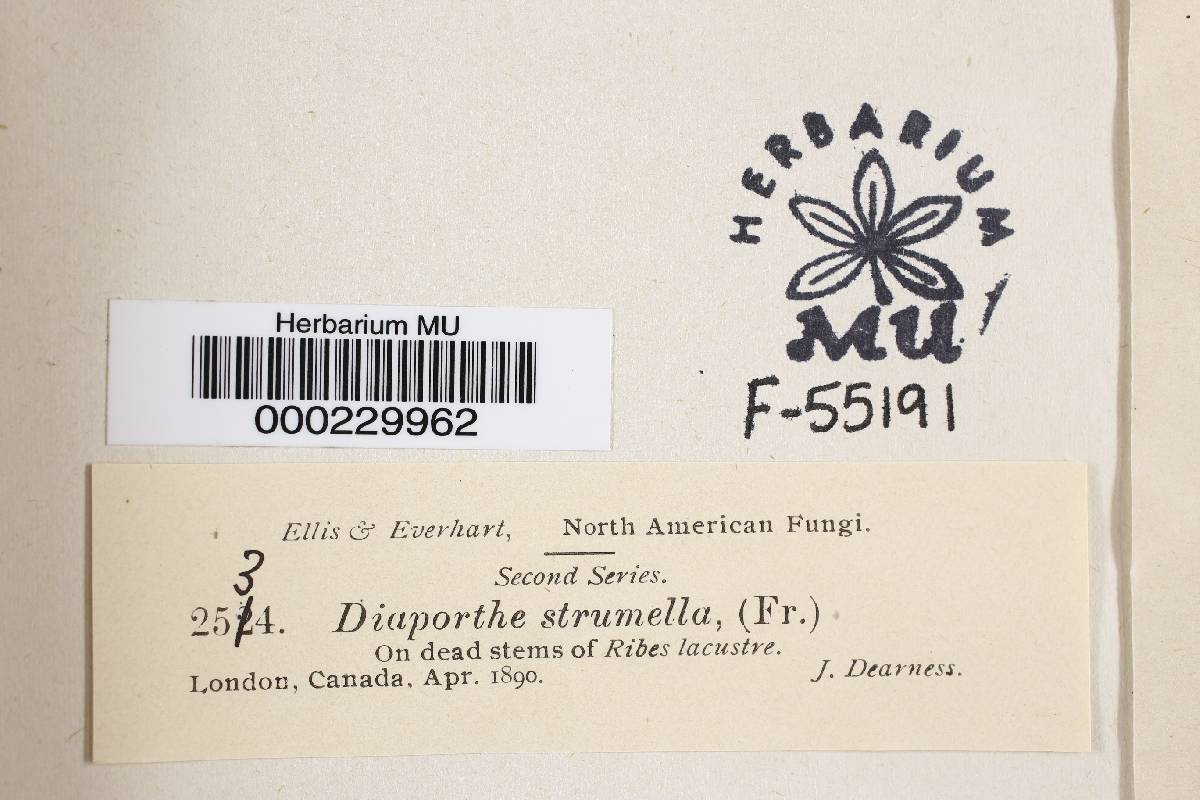 HERBARIUM
MU
F-55191
Herbarium MU
000229962
Ellis & Everhart, North American Fungi.
Second Series.
3
2524. Diaporthe strumella, (Fr.)
On dead stems of Ribes lacustre.
London, Canada, Apr. 1890. J. Dearness.